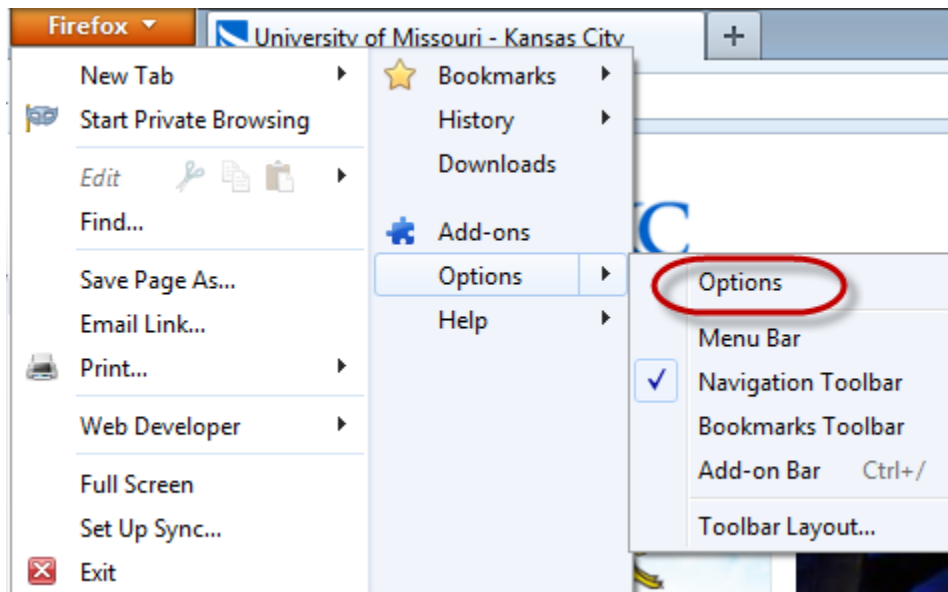 Firefox
University of Missouri - Kansas City
+
New Tab
Start Private Browsing
Edit
Find...
Save Page As...
Email Link...
Print...
Web Developer
Full Screen
Set Up Sync...
Exit
Bookmarks
History
Downloads
Add-ons
Options
Help
C
Options
Menu Bar
Navigation Toolbar
Bookmarks Toolbar
Add-on Bar Ctrl+/
Toolbar Layout...